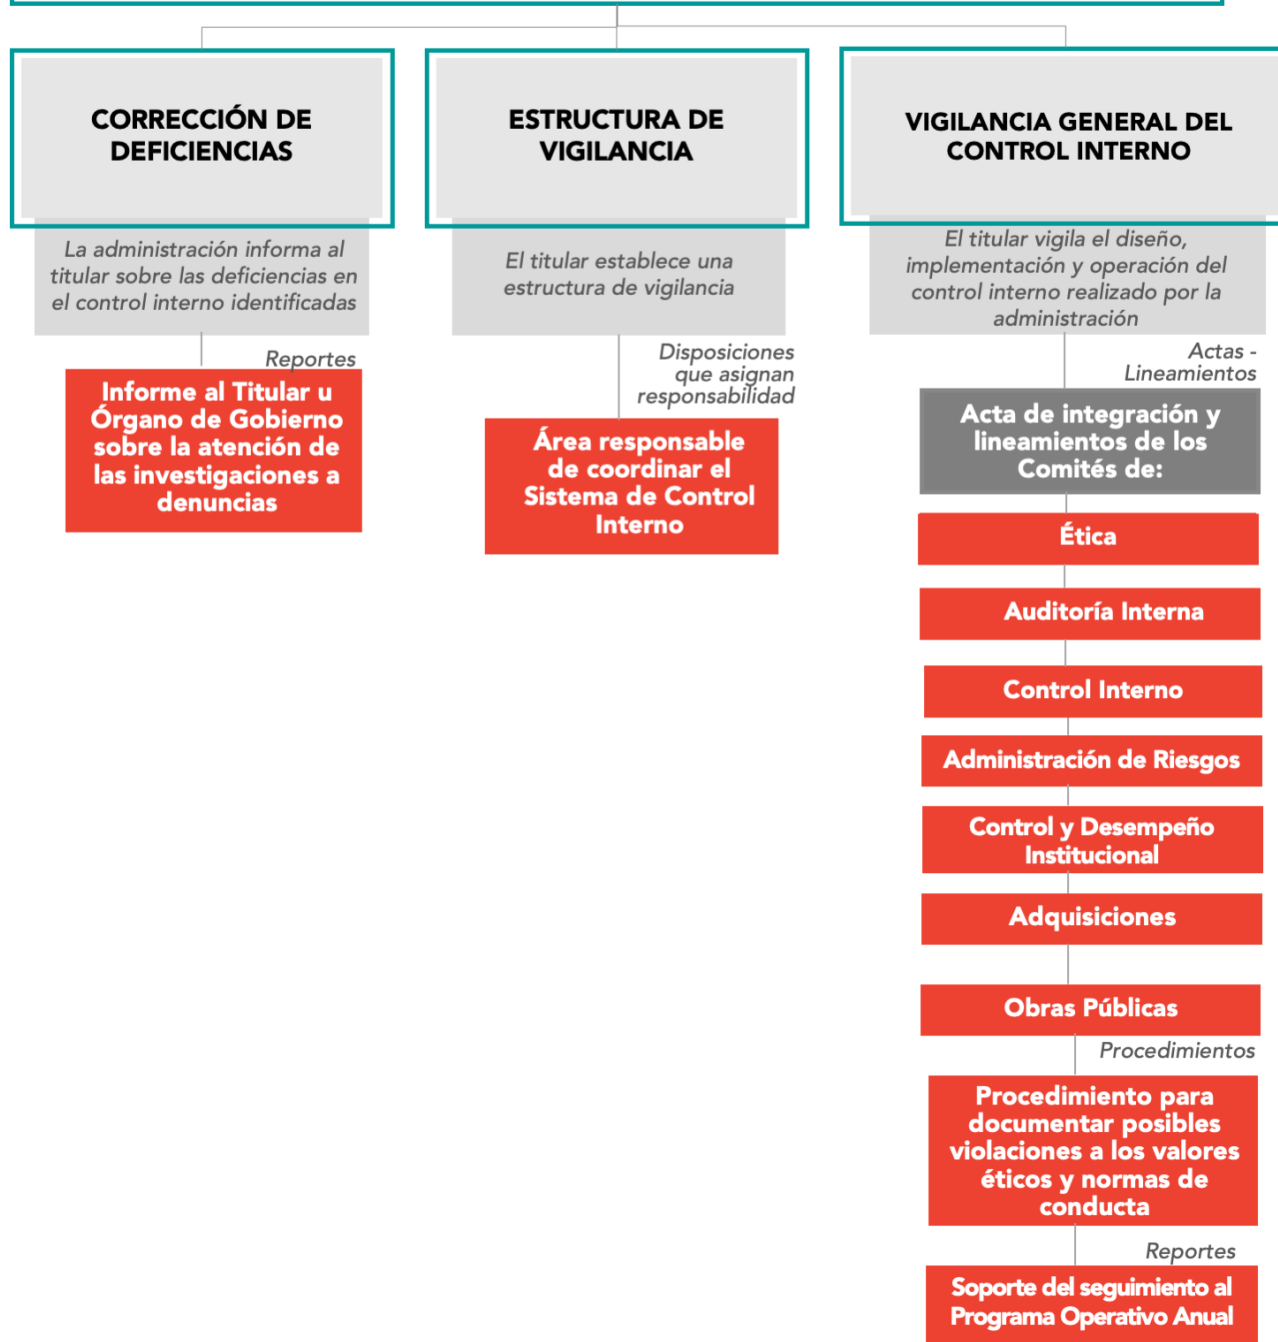 CORRECCIÓN DE
DEFICIENCIAS
La administración informa al
titular sobre las deficiencias en
el control interno identificadas
Reportes
Informe al Titular u
Órgano de Gobierno
sobre la atención de
las investigaciones a
denuncias
ESTRUCTURA DE
VIGILANCIA
El titular establece una
estructura de vigilancia
Disposiciones
que asignan
responsabilidad
Área responsable
de coordinar el
Sistema de Control
Interno
VIGILANCIA GENERAL DEL
CONTROL INTERNO
El titular vigila el diseño,
implementación y operación del
control interno realizado por la
administración
Actas -
Lineamientos
Acta de integración y
lineamientos de los
Comités de:
Ética
Auditoría Interna
Control Interno
Administración de Riesgos
Control y Desempeño
Institucional
Adquisiciones
Obras Públicas
Procedimientos
Procedimiento para
documentar posibles
violaciones a los valores
éticos y normas de
conducta
Reportes
Soporte del seguimiento al
Programa Operativo Anual